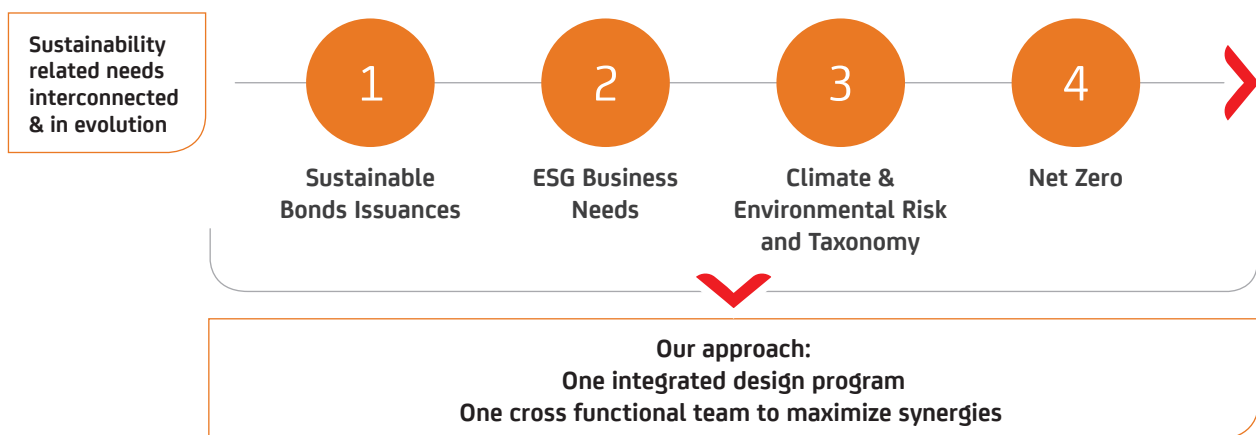 Sustainability
related needs
interconnected
& in evolution
1
2
3
4
Sustainable
Bonds Issuances
ESG Business
Needs
Climate &
Environmental Risk
and Taxonomy
Net Zero
Our approach:
One integrated design program
One cross functional team to maximize synergies